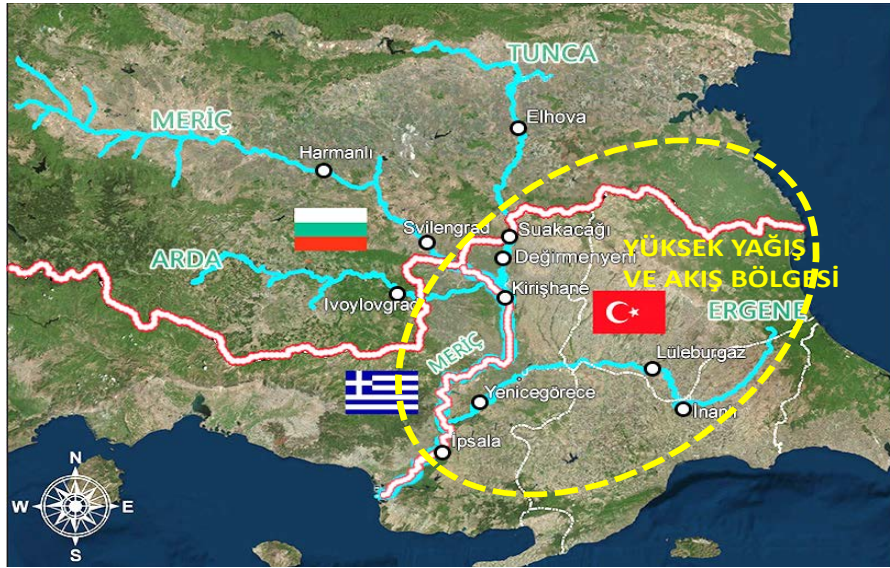 TUNCA
MERİÇ
Elhova
Harmanlı
Svilengrad
Suakacağı
YÜKSEK YAĞIŞ
VE AKIŞ BÖLGESİ
Değirmenyeni
ARDA
Ivoylovgrad
Kirişhane
ERGENE
MERİÇ
Lüleburgaz
Yenicegörece
İnanlı
İpsala
N
W
E
S